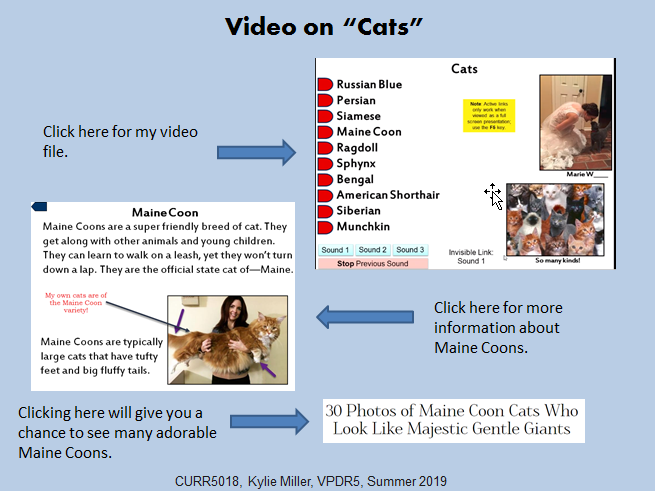 Video on “Cats”
Click here for my video
file.
Cats
Russian Blue
Persian
Siamese
Maine Coon
Ragdoll
Sphynx
Bengal
American Shorthair
Siberian
Munchkin
Note: Active links
only work when
viewed as a full
screen presentation;
use the F5 key.
Marie W____
So many kinds!
Sound 1
Sound 2
Sound 3
Stop Previous Sound
Invisible Link:
Sound 1
Maine Coon
Maine Coons are a super friendly breed of cat. They
get along with other animals and young children.
They can learn to walk on a leash, yet they won't turn
down a lap. They are the official state cat of—Maine.
My own cats are of
the Maine Coon
variety!
Maine Coons are typically
large cats that have tufty
feet and big fluffy tails.
Click here for more
information about
Maine Coons.
Clicking here will give you a
chance to see many adorable
Maine Coons.
30 Photos of Maine Coon Cats Who
Look Like Majestic Gentle Giants
CURR5018, Kylie Miller, VPDR5, Summer 2019